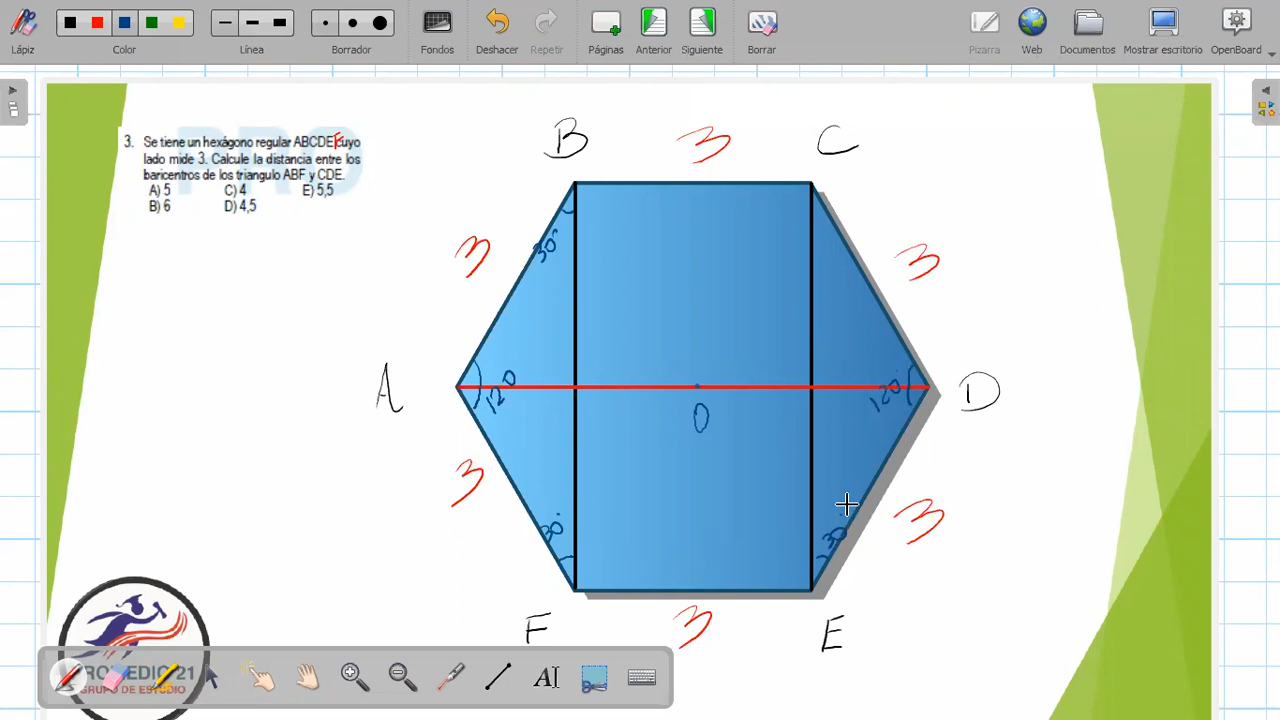 Lápiz
Color
Línea
Borrador
Fondos
Deshacer
Repetir
Páginas
Anterior
Siguiente
Borrar
Pizarra
Web
Documentos
Mostrar escritorio
OpenBoard
3. Se tiene un hexágono regular ABCDEF cuyo
lado mide 3. Calcule la distancia entre los
baricentros de los triangulo ABF y CDE.
A) 5 C) 4 E) 5,5
B) 6 D) 4,5
B 3 C
3 30° 3
A 120 120° D
O
3 30° 30° 3
F 3 E
GRUPO DE ESTUDIO